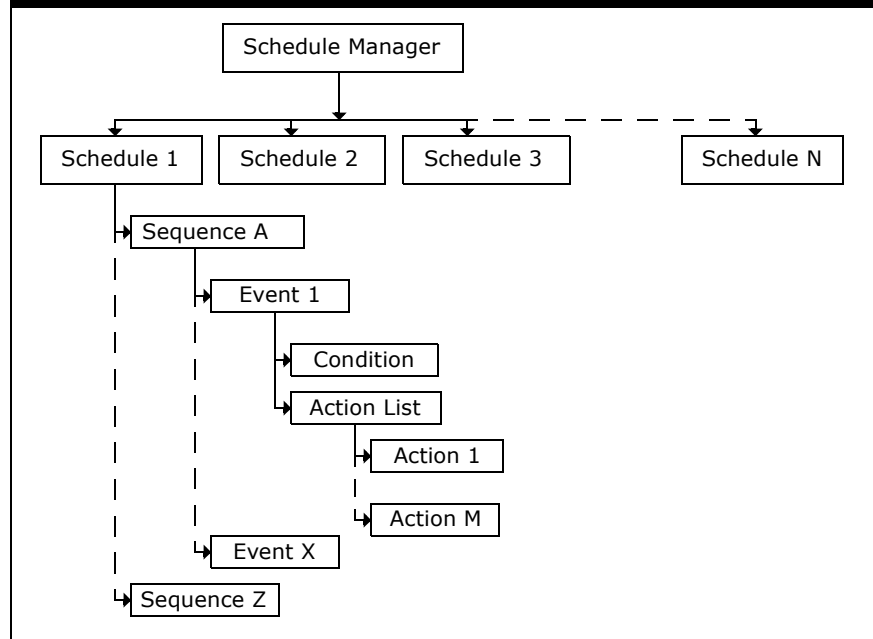 Schedule Manager
Schedule 1
Schedule 2
Schedule 3
Schedule N
Sequence A
Event 1
Condition
Action List
Action 1
Action M
Event X
Sequence Z